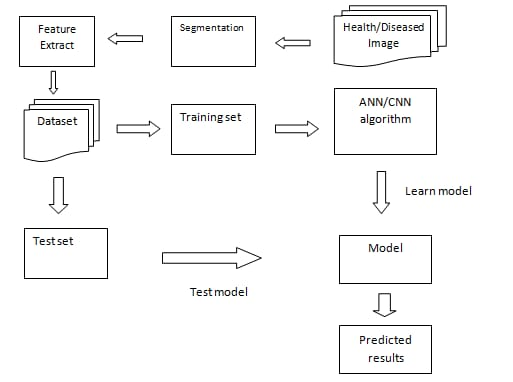 Feature
Extract
Segmentation
Health/Diseased
Image
Dataset
Training set
ANN/CNN
algorithm
Learn model
Test set
Test model
Model
Predicted
results